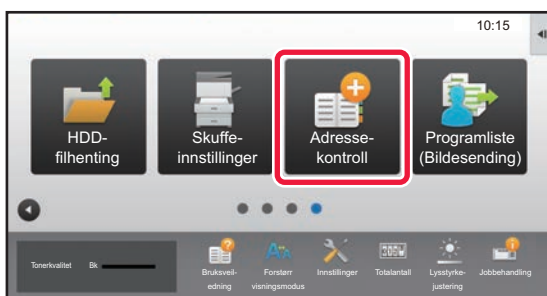 10:15
HDD-
filhenting
Skuffe-
innstillinger
Adresse-
kontroll
Programliste
(Bildesending)
Tonerkvalitet Bk
Bruksveil-
edning
Forstørr
visningsmodus
Innstillinger
Totalantall
Lysstyrke-
justering
Jobbehandling